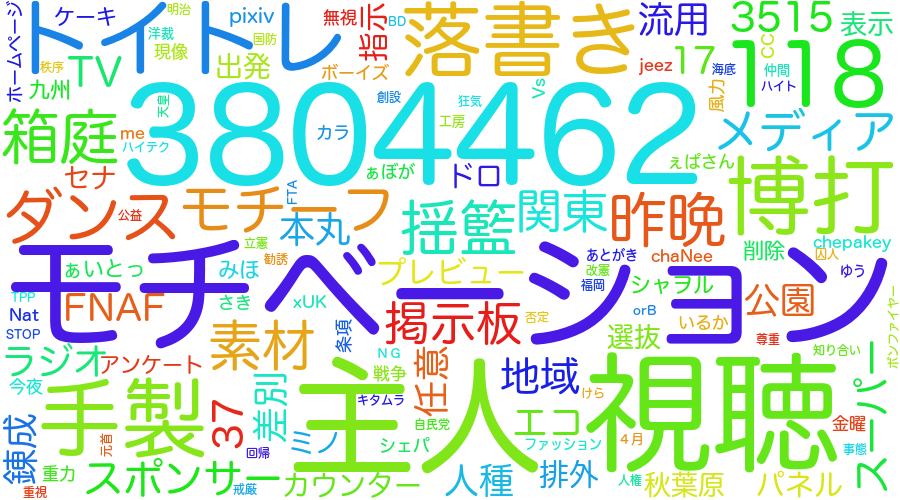 ホームページ
ケーキ
明治
pixiv
トイトレ
洋裁
現像
国防
無視
BD
指示
落書き
流用
3515
表示
CC
118
秩序
TV
出発
ボーイズ
jeez
17
海底
仲間
ハイト
九州
天皇
3804462
創設
狂気
Vs
風力
箱庭
me
ハイテク
カラ
工房
メディア
ぁぼが
ドロ
ぇぱさん
セナ
FTA
博打
ダンス
公益
モチーフ
本丸
揺籃
関東
昨晩
立憲
勧誘
あとがき
削除
chepakey
囚人
モチベーション
ぁいとっ
みほ
プレビュー
改憲
福岡
chaNee
シャヲル
ゆう
TPP
Nat
STOP
FNAF
さき
xUK
掲示板
否定
orB
いるか
公園
ボンファイヤー
素材
条項
選抜
尊重
知り合い
ラジオ
アンケート
今夜
手製
差別
主人
NG
戦争
任意
地域
視聴
スーパー
キタムラ
けら
37
ミノ
自民党
エコ
金曜
錬成
元首
回帰
シェパ
ファッション
4月
事態
重力
重視
スポンサー
戒厳
カウンター
人種
排外
人権
秋葉原
パネル